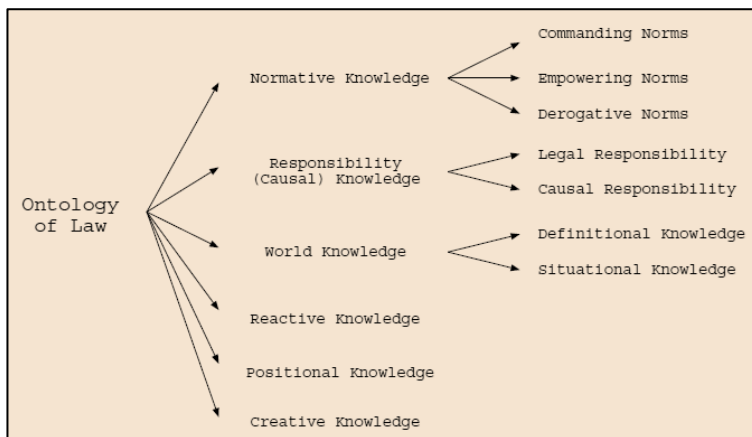 Ontology
of Law
Normative Knowledge
Commanding Norms
Empowering Norms
Derogative Norms
Responsibility
(Causal) Knowledge
Legal Responsibility
Causal Responsibility
World Knowledge
Definitional Knowledge
Situational Knowledge
Reactive Knowledge
Positional Knowledge
Creative Knowledge